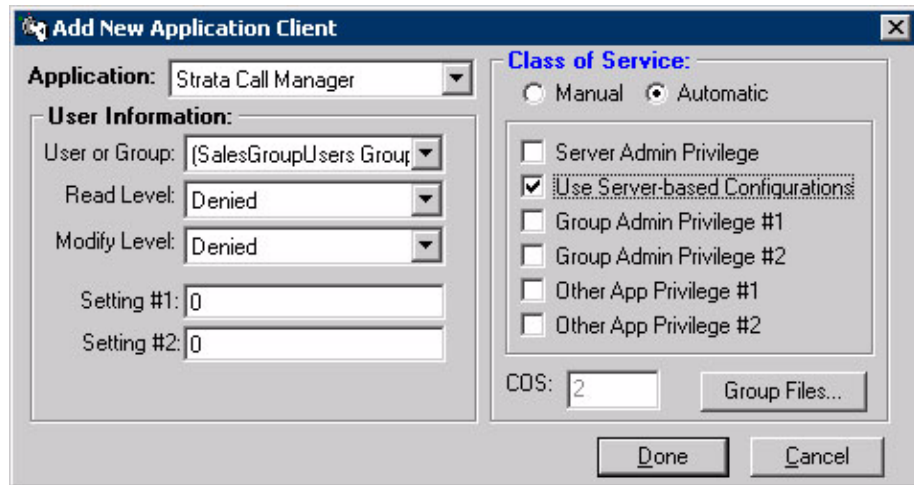 Add New Application Client
Application: Strata Call Manager
User Information:
User or Group: (SalesGroupUsers Group
Read Level: Denied
Modify Level: Denied
Setting #1: 0
Setting #2: 0
Class of Service:
Manual Automatic
Server Admin Privilege
Use Server-based Configurations
Group Admin Privilege #1
Group Admin Privilege #2
Other App Privilege #1
Other App Privilege #2
COS: 2 Group Files...
Done Cancel